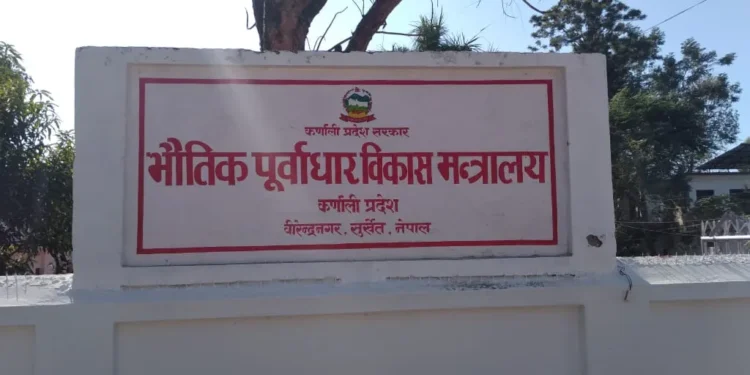 कर्णाली प्रदेश सरकार
भौतिक पूर्वाधार विकास मन्त्रालय
कर्णाली प्रदेश
वीरेन्द्रनगर, सुर्खेत, नेपाल